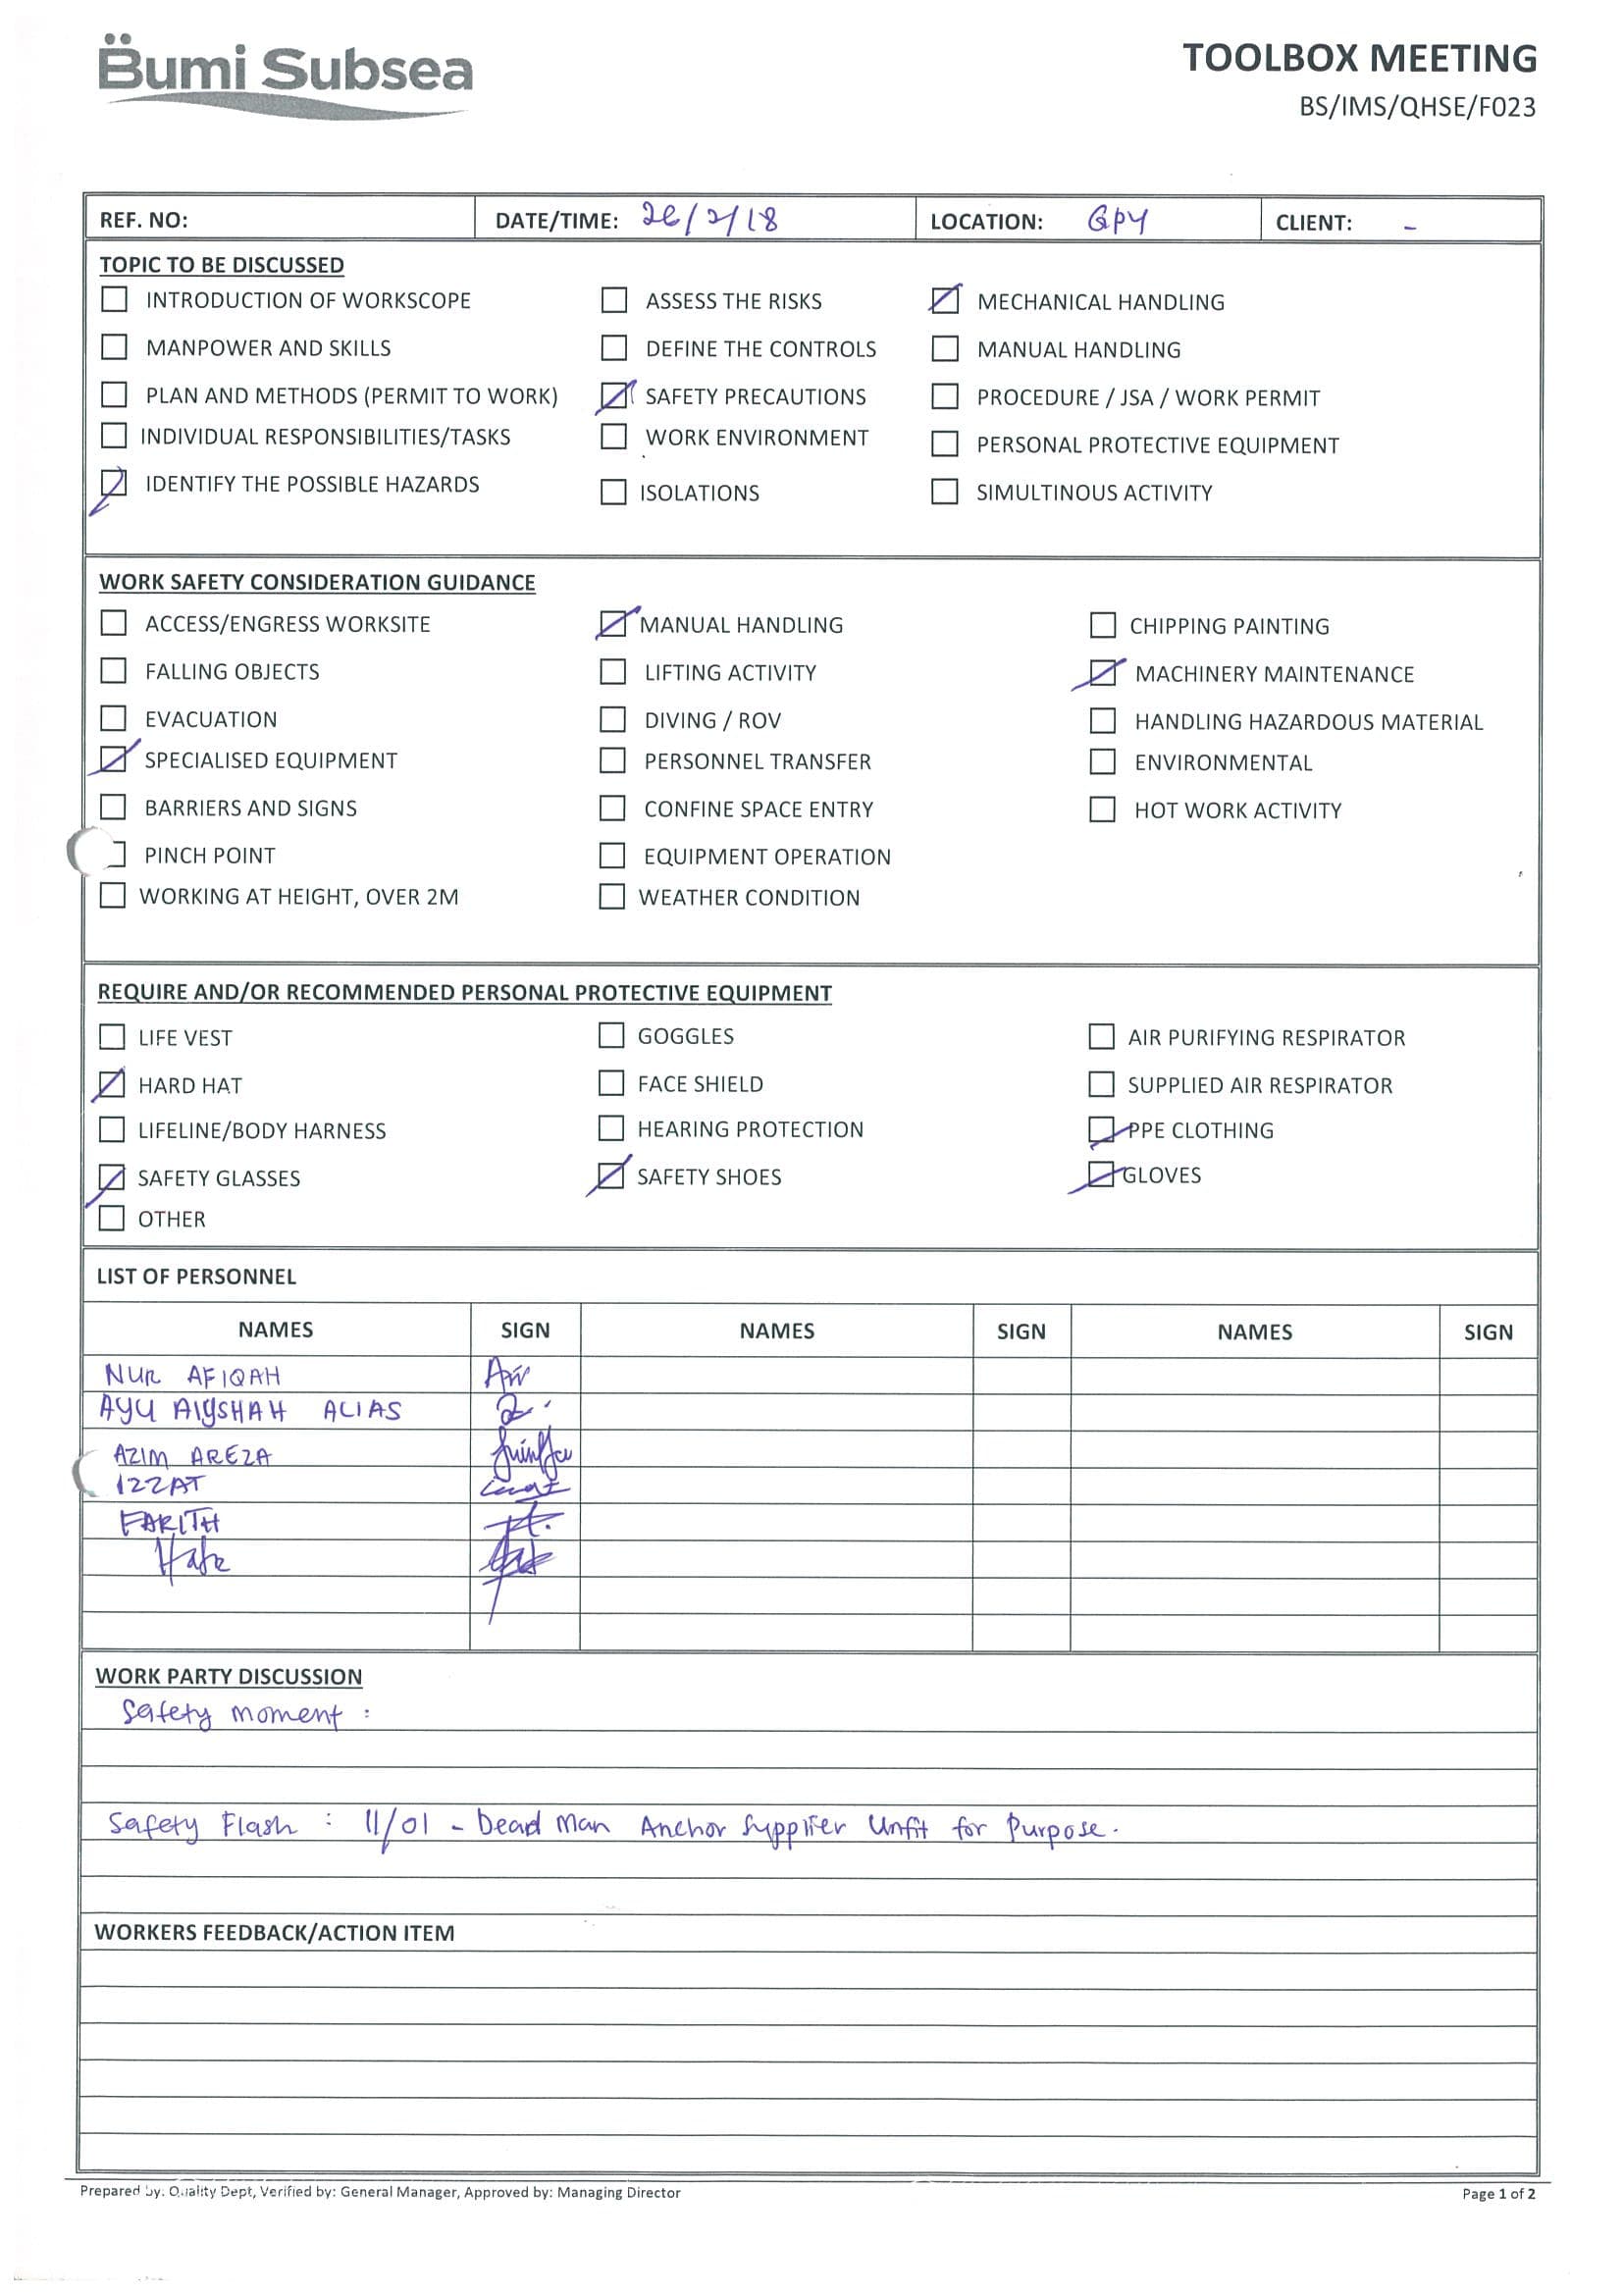 Bumi Subsea
TOOLBOX MEETING
BS/IMS/QHSE/F023
REF. NO: DATE/TIME: 26/2/18 LOCATION: GPY CLIENT: -
TOPIC TO BE DISCUSSED
INTRODUCTION OF WORKSCOPE ASSESS THE RISKS MECHANICAL HANDLING
MANPOWER AND SKILLS DEFINE THE CONTROLS MANUAL HANDLING
PLAN AND METHODS (PERMIT TO WORK) SAFETY PRECAUTIONS PROCEDURE / JSA / WORK PERMIT
INDIVIDUAL RESPONSIBILITIES/TASKS WORK ENVIRONMENT PERSONAL PROTECTIVE EQUIPMENT
IDENTIFY THE POSSIBLE HAZARDS ISOLATIONS SIMULTINOUS ACTIVITY
WORK SAFETY CONSIDERATION GUIDANCE
ACCESS/ENGRESS WORKSITE MANUAL HANDLING CHIPPING PAINTING
FALLING OBJECTS LIFTING ACTIVITY MACHINERY MAINTENANCE
EVACUATION DIVING / ROV HANDLING HAZARDOUS MATERIAL
SPECIALISED EQUIPMENT PERSONNEL TRANSFER ENVIRONMENTAL
BARRIERS AND SIGNS CONFINE SPACE ENTRY HOT WORK ACTIVITY
PINCH POINT EQUIPMENT OPERATION
WORKING AT HEIGHT, OVER 2M WEATHER CONDITION
REQUIRE AND/OR RECOMMENDED PERSONAL PROTECTIVE EQUIPMENT
LIFE VEST GOGGLES AIR PURIFYING RESPIRATOR
HARD HAT FACE SHIELD SUPPLIED AIR RESPIRATOR
LIFELINE/BODY HARNESS HEARING PROTECTION PPE CLOTHING
SAFETY GLASSES SAFETY SHOES GLOVES
OTHER
LIST OF PERSONNEL
NAMES SIGN NAMES SIGN NAMES SIGN
NUR AFIQAH
AYU AIYSHAH ALIAS
AZIM AREZA
IZZAT
FARITH
WORK PARTY DISCUSSION
Safety moment :
Safety Flash : 11/01 - Dead Man Anchor Supplier Unfit for Purpose.
WORKERS FEEDBACK/ACTION ITEM
Prepared by: Quality Dept, Verified by: General Manager, Approved by: Managing Director Page 1 of 2